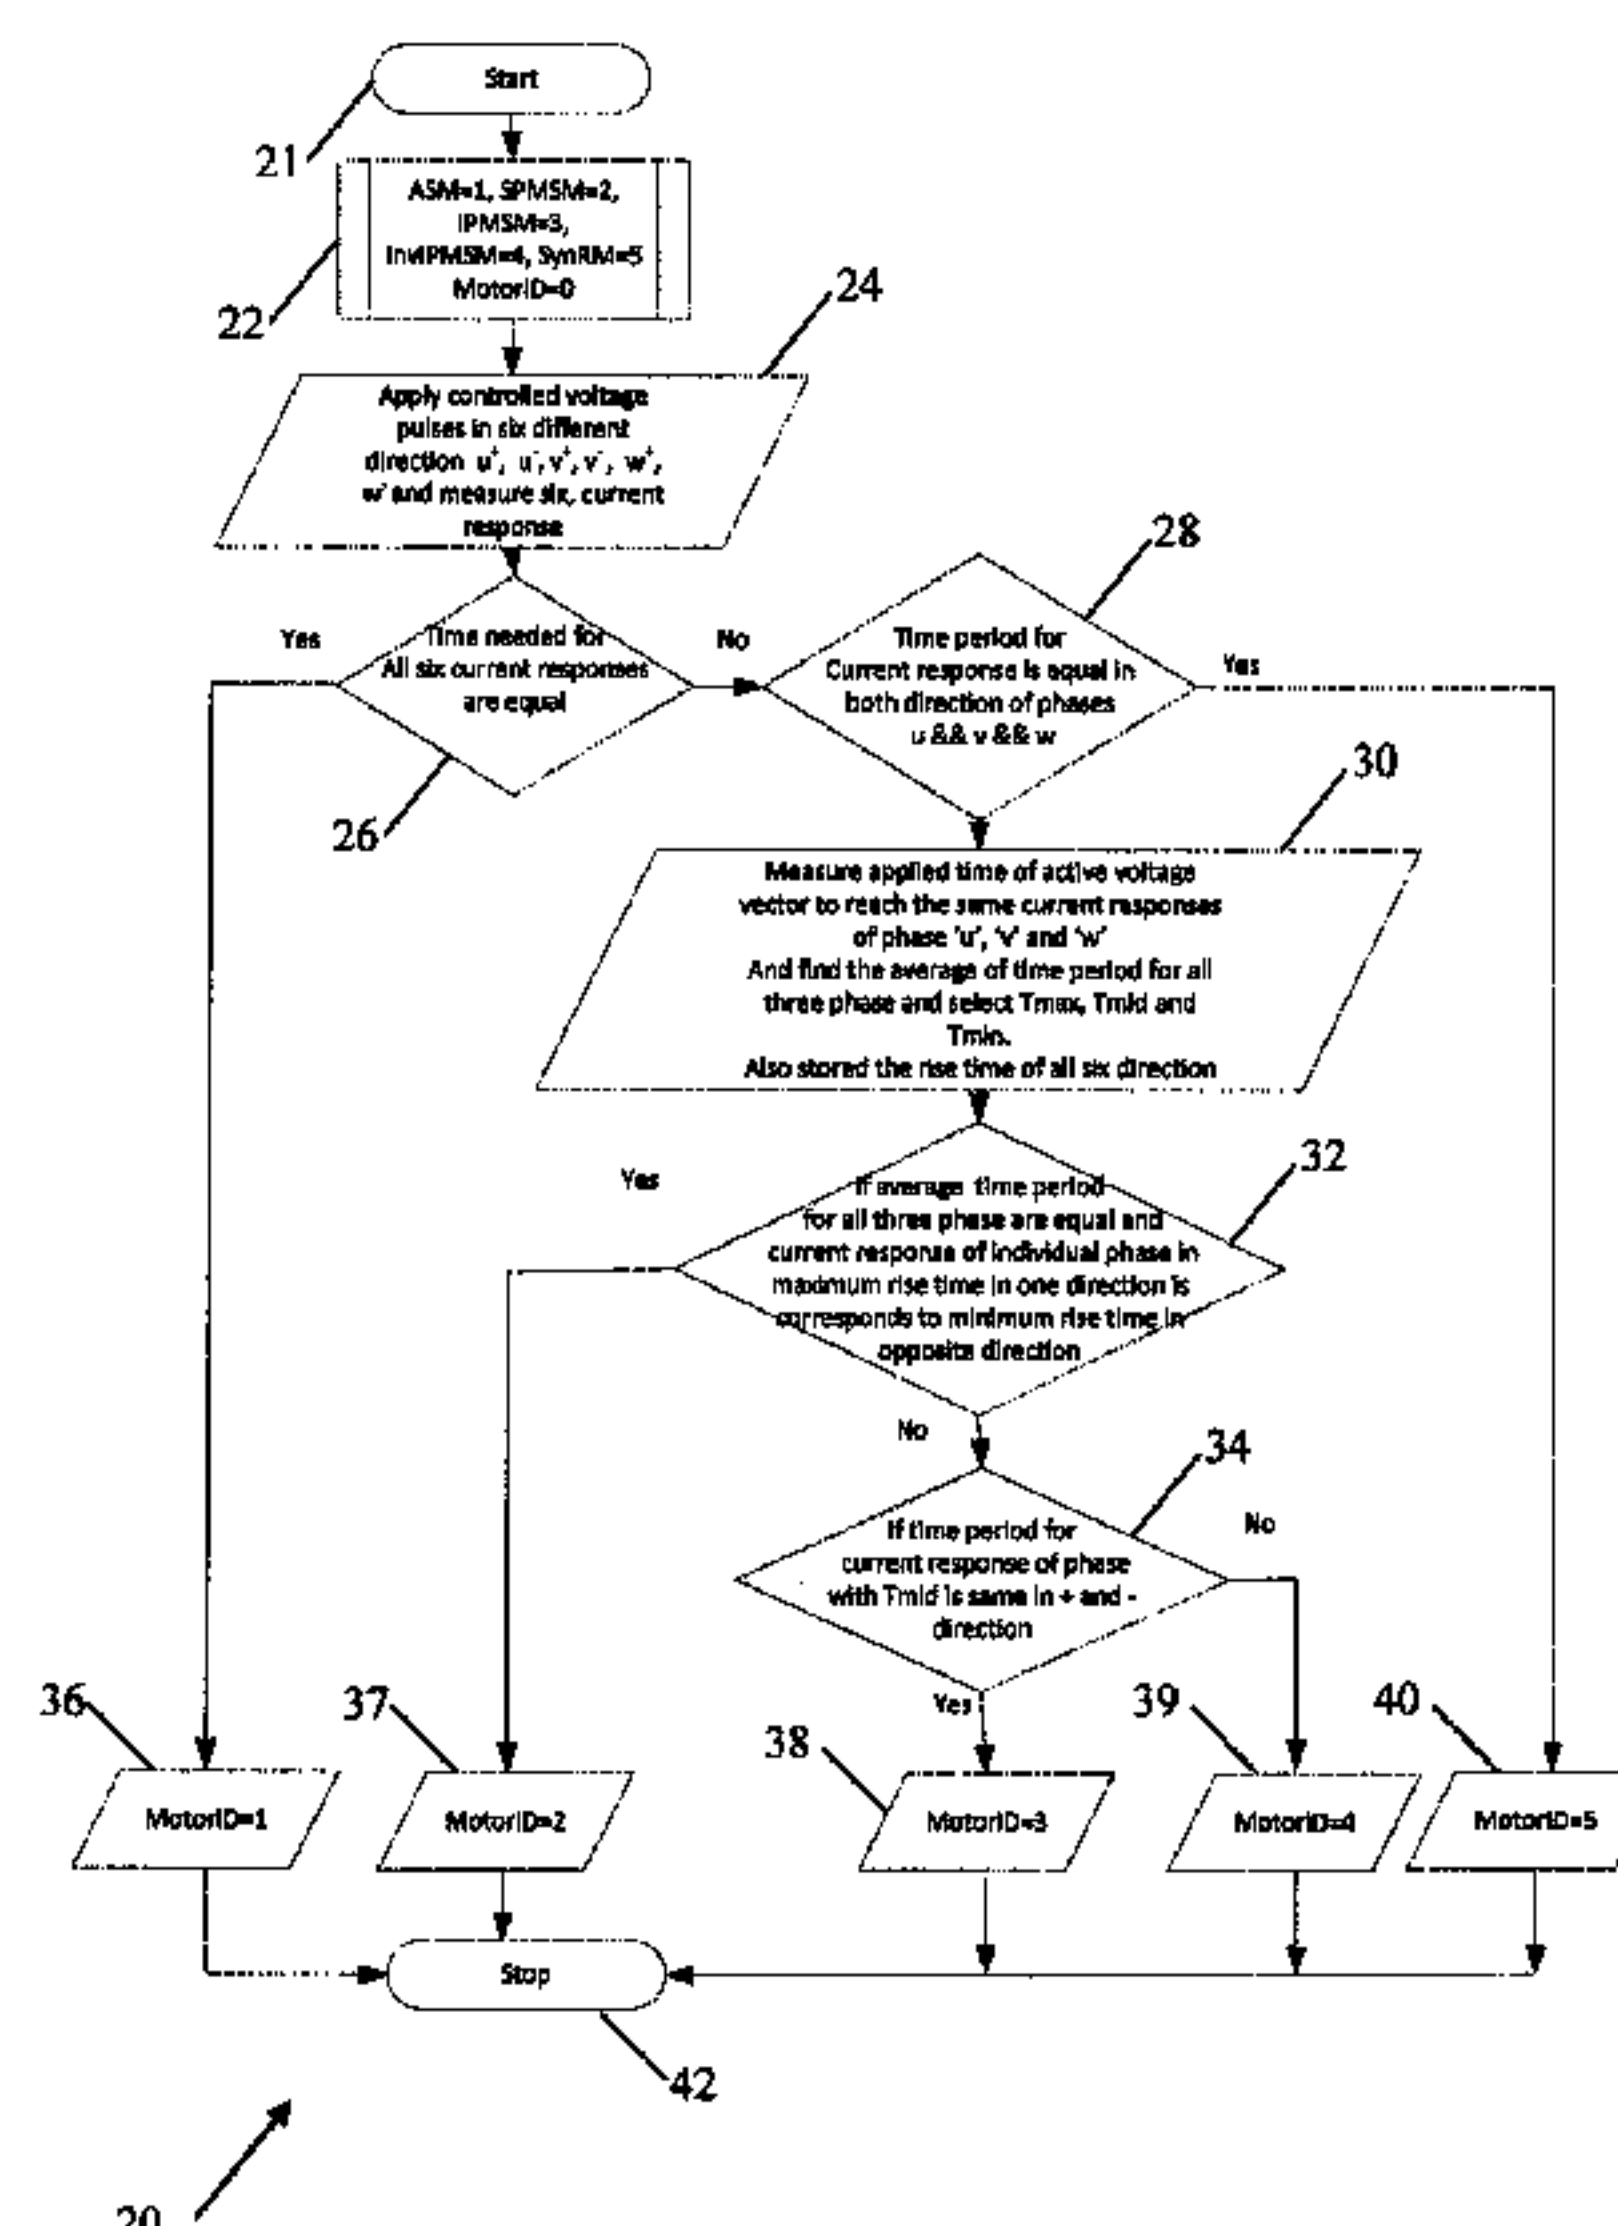 Start
21
ASM=1, SPMSM=2,
IPMSM=3,
InvIPMSM=4, SynRM=5
MotorID=0
22
24
Apply controlled voltage
pulses in six different
direction u⁺, u⁻, v⁺, v⁻, w⁺,
w⁻ and measure six, current
response
28
Yes
Time needed for
All six current responses
are equal
No
Time period for
Current response is equal in
both direction of phases
u && v && w
Yes
26
30
Measure applied time of active voltage
vector to reach the same current responses
of phase 'u', 'v' and 'w'
And find the average of time period for all
three phase and select Tmax, Tmid and
Tmin.
Also stored the rise time of all six direction
32
Yes
If average time period
for all three phase are equal and
current response of individual phase in
maximum rise time in one direction is
corresponds to minimum rise time in
opposite direction
No
34
If time period for
current response of phase
with Tmid is same in + and -
direction
No
Yes
36
37
38
39
40
MotorID=1
MotorID=2
MotorID=3
MotorID=4
MotorID=5
Stop
42
20